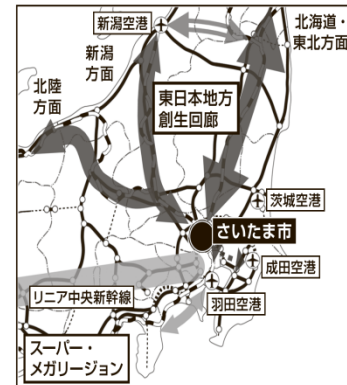 新潟空港
北海道・
東北方面
新潟
方面
北陸
方面
東日本地方
創生回廊
茨城空港
さいたま市
成田空港
リニア中央新幹線
羽田空港
スーパー・
メガリージョン